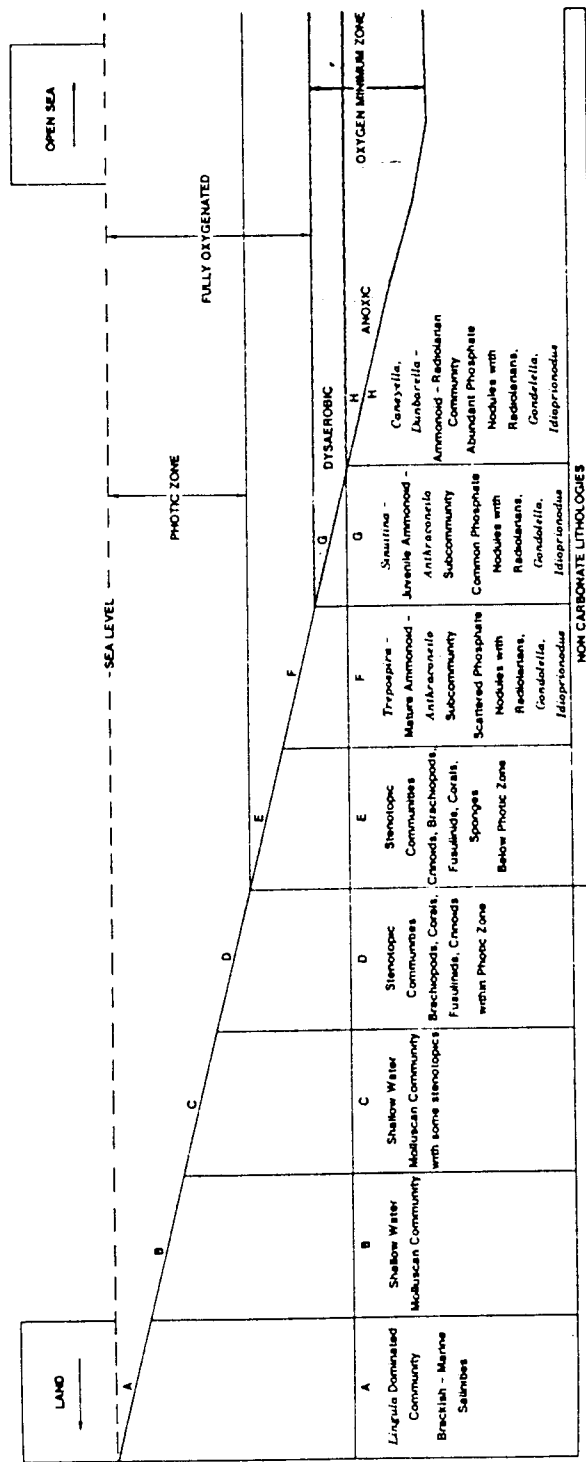 LAND
OPEN SEA
SEA LEVEL
PHOTIC ZONE
FULLY OXYGENATED
DYSAEROBIC
OXYGEN MINIMUM ZONE
ANOXIC
A
B
C
D
E
F
G
H
A
Lingula Dominated
Community
Brackish - Marine
Salinities
B
Shallow Water
Molluscan Community
C
Shallow Water
Molluscan Community
with some stenotopics
D
Stenotopic
Communities
Brachiopods, Corals,
Fusulinids, Crinoids
within Photic Zone
E
Stenotopic
Communities
Crinoids, Brachiopods,
Fusulinids, Corals,
Sponges
Below Photic Zone
F
Trepospira -
Mature Ammonoid -
Anthraconeilo
Subcommunity
Scattered Phosphate
Nodules with
Radiolarians,
Gondolella,
Idioprionodus
G
Sinuitina -
Juvenile Ammonoid -
Anthraconeilo
Subcommunity
Common Phosphate
Nodules with
Radiolarians,
Gondolella,
Idioprionodus
H
Caneyella,
Dunbarella -
Ammonoid - Radiolarian
Community
Abundant Phosphate
Nodules with
Radiolarians,
Gondolella,
Idioprionodus
NON CARBONATE LITHOLOGIES